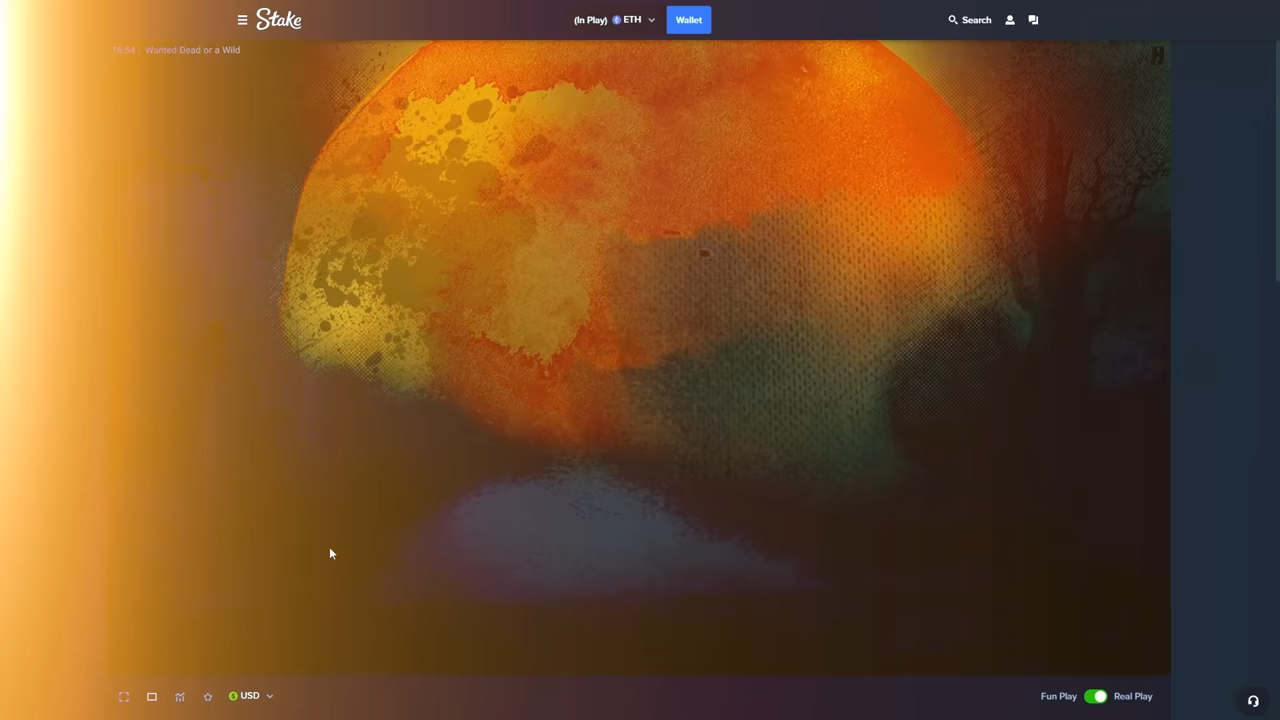 Stake
(In Play) ETH
Wallet
Search
16:54 | Wanted Dead or a Wild
USD
Fun Play
Real Play